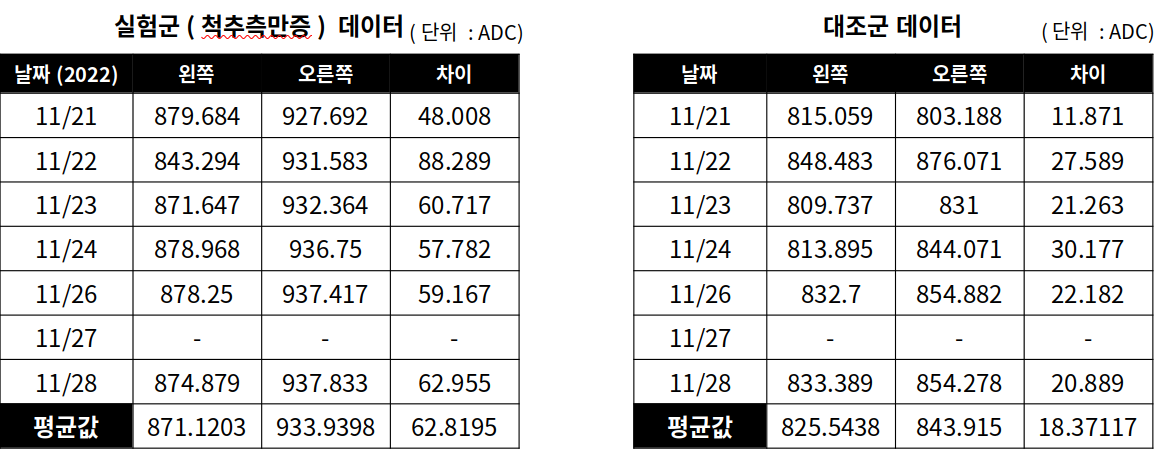 실험군 ( 척추측만증 ) 데이터 ( 단위 : ADC)
날짜 (2022) 왼쪽 오른쪽 차이
11/21 879.684 927.692 48.008
11/22 843.294 931.583 88.289
11/23 871.647 932.364 60.717
11/24 878.968 936.75 57.782
11/26 878.25 937.417 59.167
11/27 - - -
11/28 874.879 937.833 62.955
평균값 871.1203 933.9398 62.8195
대조군 데이터 ( 단위 : ADC)
날짜 왼쪽 오른쪽 차이
11/21 815.059 803.188 11.871
11/22 848.483 876.071 27.589
11/23 809.737 831 21.263
11/24 813.895 844.071 30.177
11/26 832.7 854.882 22.182
11/27 - - -
11/28 833.389 854.278 20.889
평균값 825.5438 843.915 18.37117